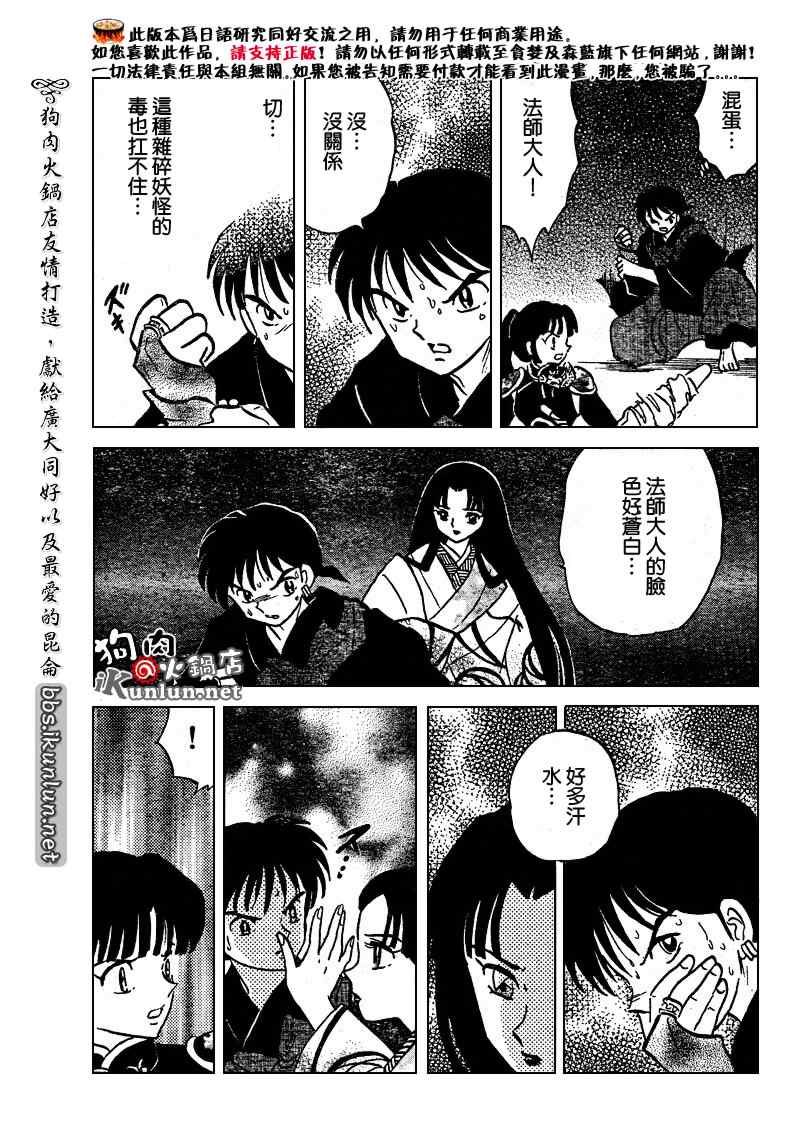 此版本爲日語研究同好交流之用，請勿用于任何商業用途。
如您喜歡此作品，請支持正版！請勿以任何形式轉載至貪婪及森藍旗下任何網站，謝謝！
一切法律責任與本組無關。如果您被告知需要付款才能看到此漫畫，那麼，您被騙了。。。
混蛋…
法師大人！
沒…
沒關係
切…
這種雜碎妖怪的
毒也扛不住…
ズキ
法師大人的臉
色好蒼白…
好多汗
水…
！
狗肉火鍋店友情打造，獻給廣大同好以及最愛的昆侖
bbs.ikunlun.net
狗肉@火鍋店
iKunlun.net